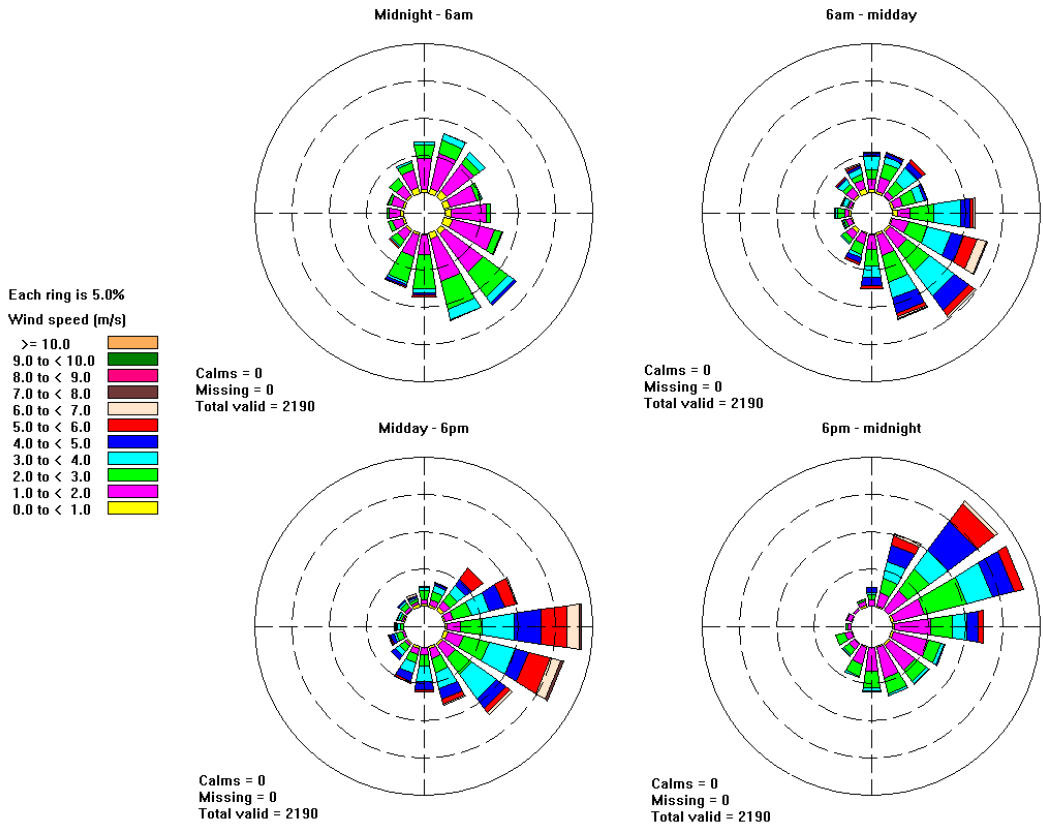 Midnight - 6am
6am - midday
Each ring is 5.0%
Wind speed (m/s)
>= 10.0
9.0 to < 10.0
8.0 to < 9.0
7.0 to < 8.0
6.0 to < 7.0
5.0 to < 6.0
4.0 to < 5.0
3.0 to < 4.0
2.0 to < 3.0
1.0 to < 2.0
0.0 to < 1.0
Calms = 0
Missing = 0
Total valid = 2190
Calms = 0
Missing = 0
Total valid = 2190
Midday - 6pm
6pm - midnight
Calms = 0
Missing = 0
Total valid = 2190
Calms = 0
Missing = 0
Total valid = 2190